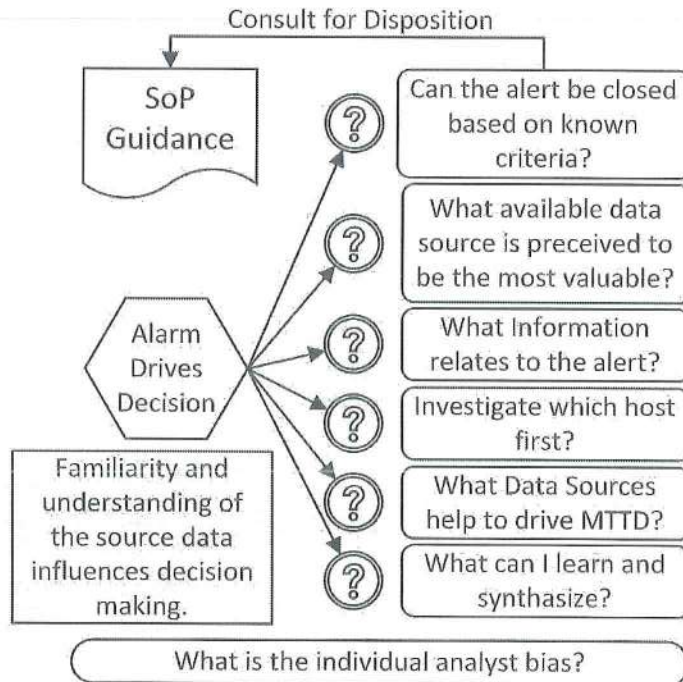 Consult for Disposition
SoP
Guidance
Can the alert be closed
based on known
criteria?
What available data
source is preceived to
be the most valuable?
Alarm
Drives
Decision
What Information
relates to the alert?
Investigate which host
first?
Familiarity and
understanding of
the source data
influences decision
making.
What Data Sources
help to drive MTTD?
What can I learn and
synthasize?
What is the individual analyst bias?
?
?
?
?
?
?